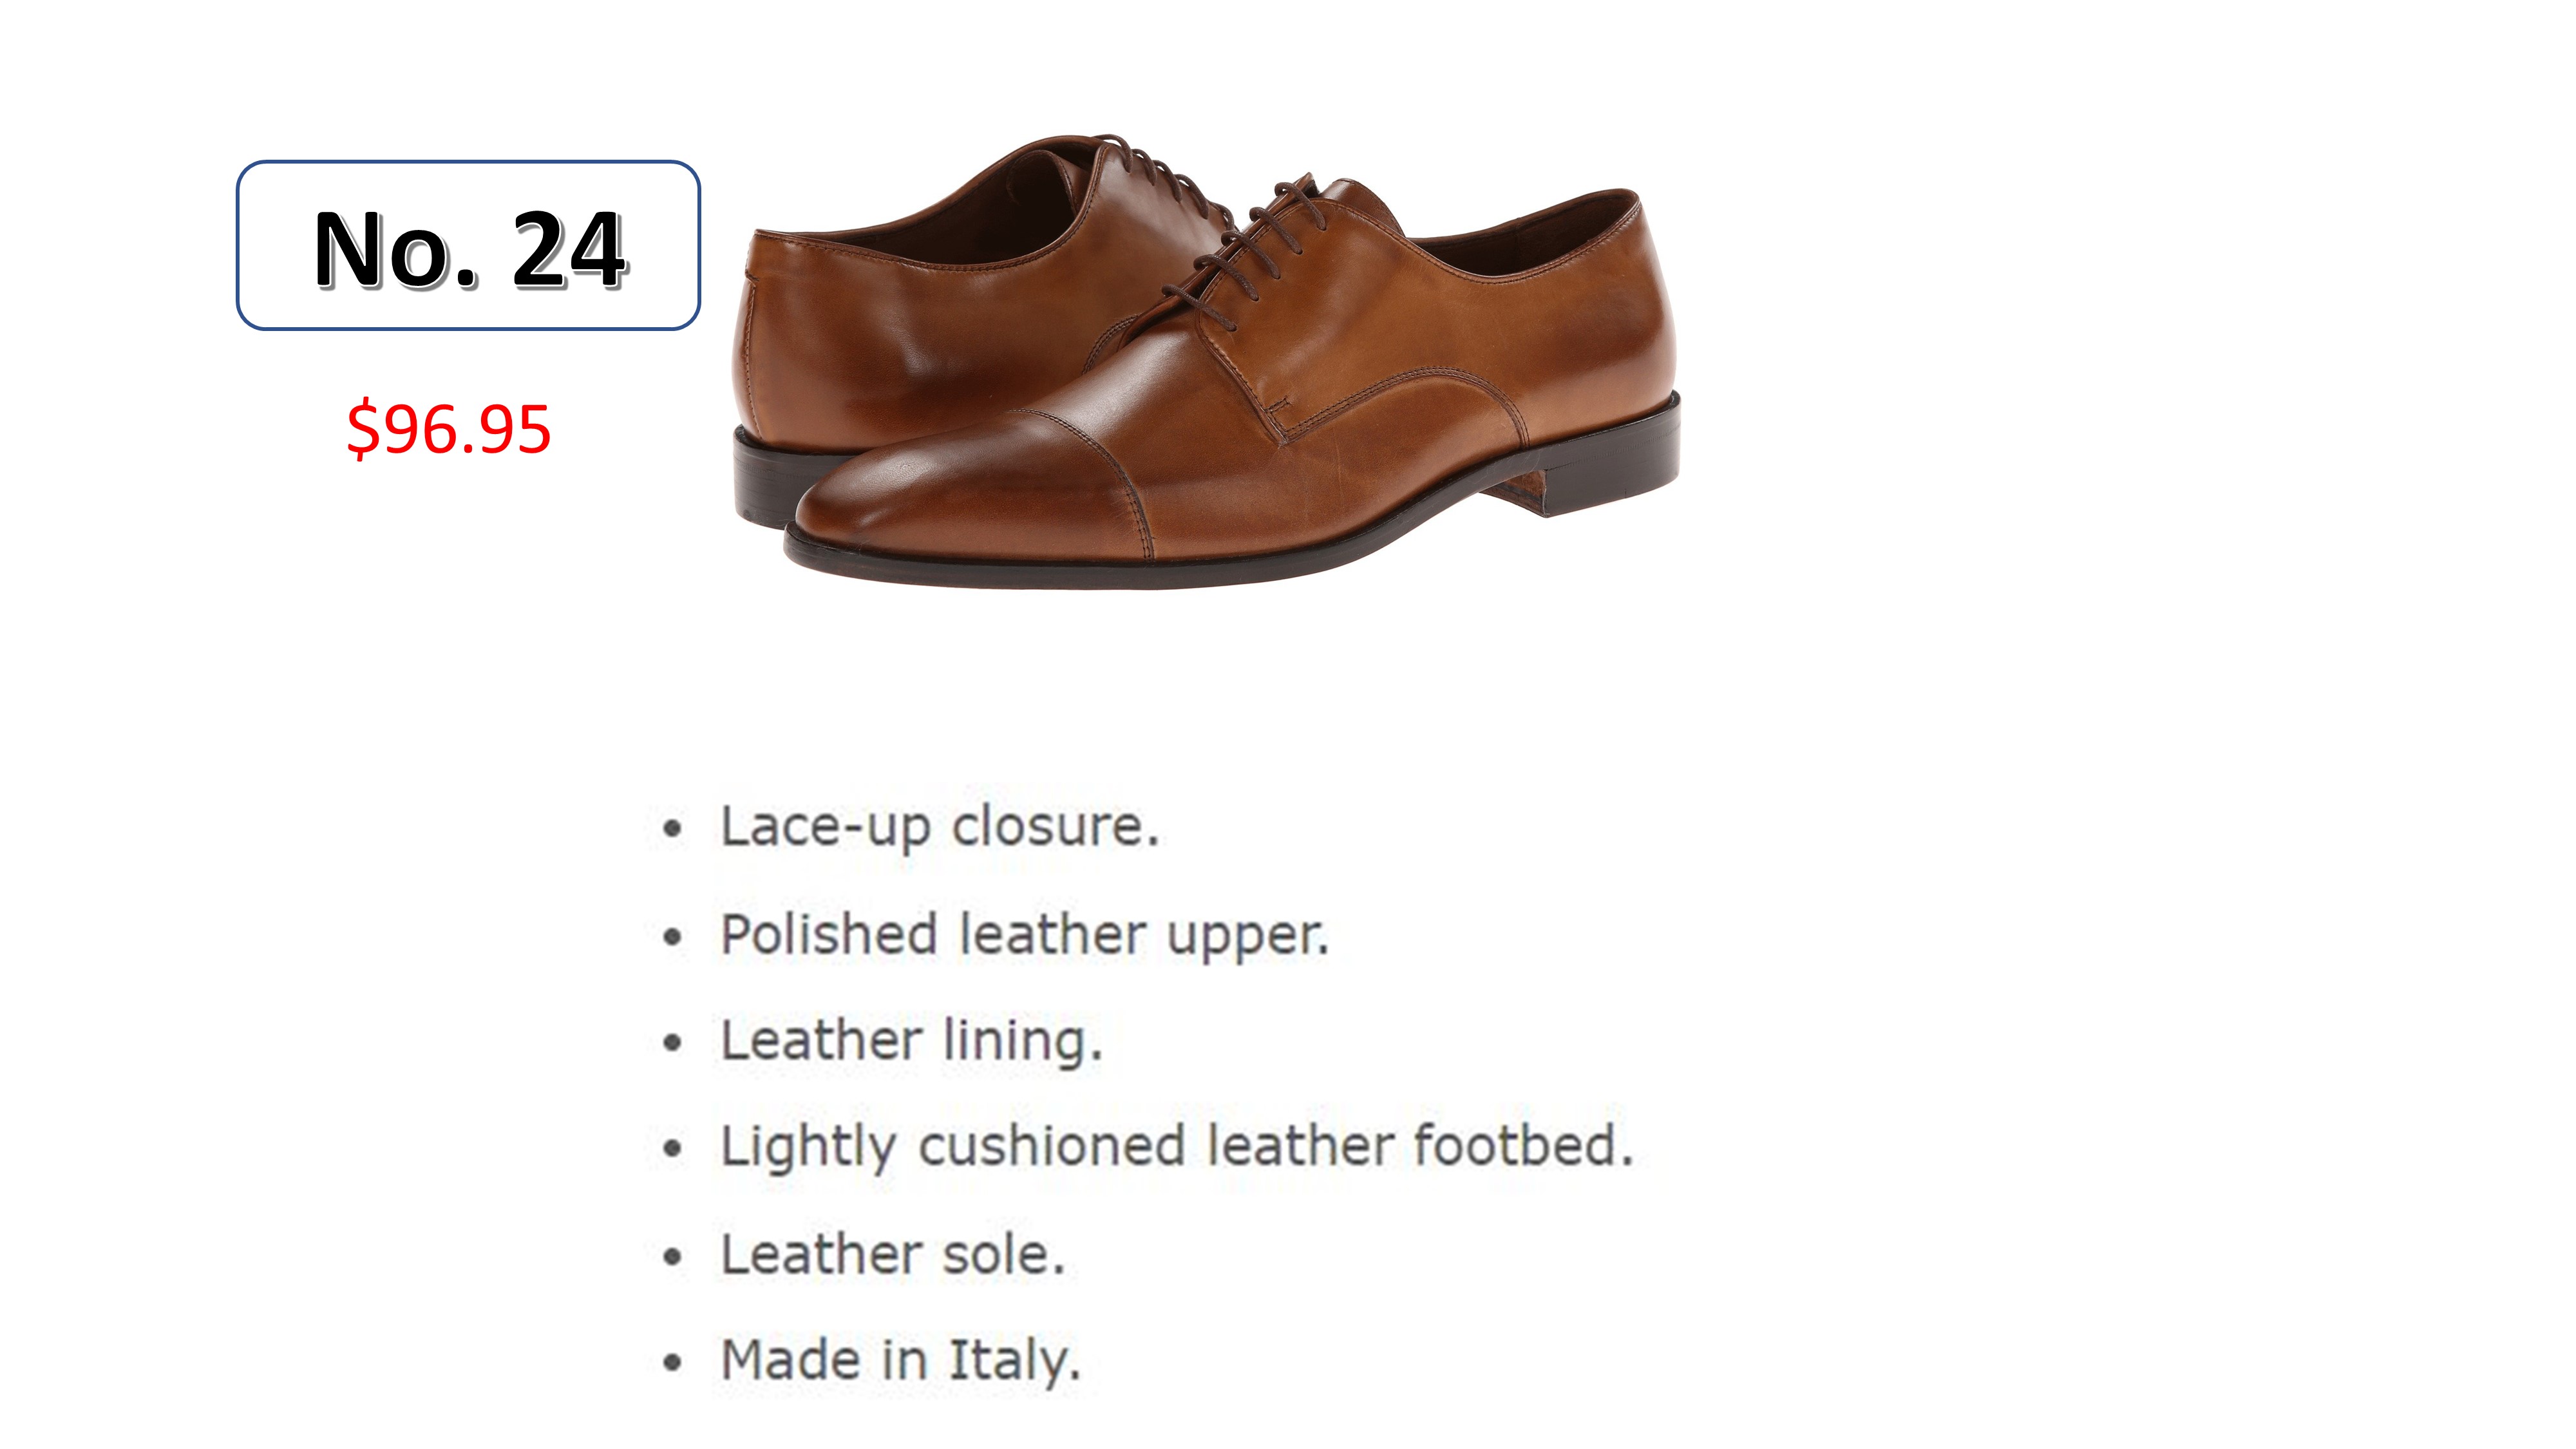 No. 24
$96.95
• Lace-up closure.
• Polished leather upper.
• Leather lining.
• Lightly cushioned leather footbed.
• Leather sole.
• Made in Italy.